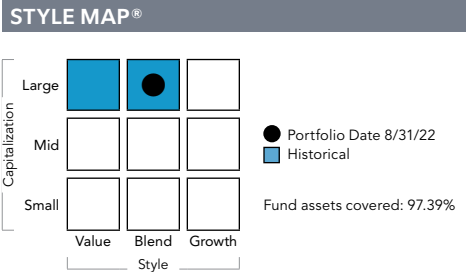 STYLE MAP®
Large
Mid
Small
Capitalization
Value Blend Growth
Style
Portfolio Date 8/31/22
Historical
Fund assets covered: 97.39%